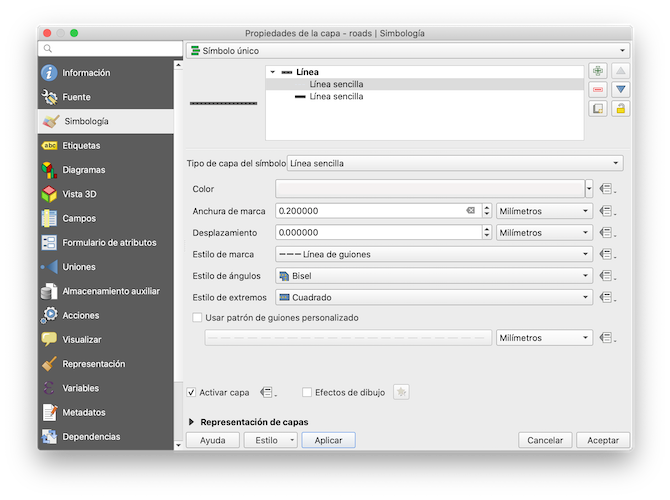 Propiedades de la capa - roads | Simbología
Información
Fuente
Simbología
Etiquetas
Diagramas
Vista 3D
Campos
Formulario de atributos
Uniones
Almacenamiento auxiliar
Acciones
Visualizar
Representación
Variables
Metadatos
Dependencias
Símbolo único
Línea
Línea sencilla
Línea sencilla
Tipo de capa del símbolo Línea sencilla
Color
Anchura de marca 0.200000 Milímetros
Desplazamiento 0.000000 Milímetros
Estilo de marca Línea de guiones
Estilo de ángulos Bisel
Estilo de extremos Cuadrado
Usar patrón de guiones personalizado
Milímetros
Activar capa Efectos de dibujo
Representación de capas
Ayuda Estilo Aplicar Cancelar Aceptar
abc